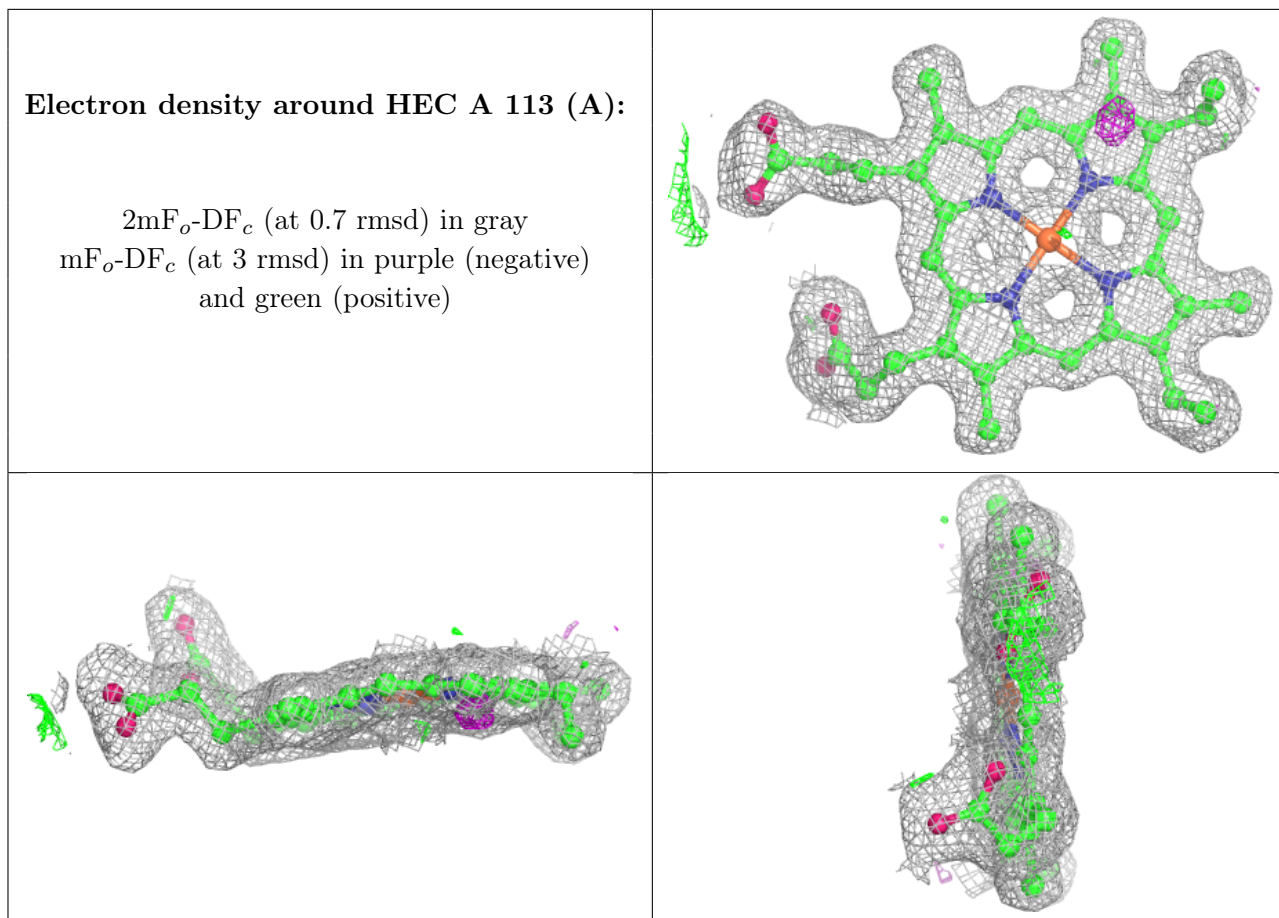 Electron density around HEC A 113 (A):
2mFo-DFc (at 0.7 rmsd) in gray
mFo-DFc (at 3 rmsd) in purple (negative)
and green (positive)